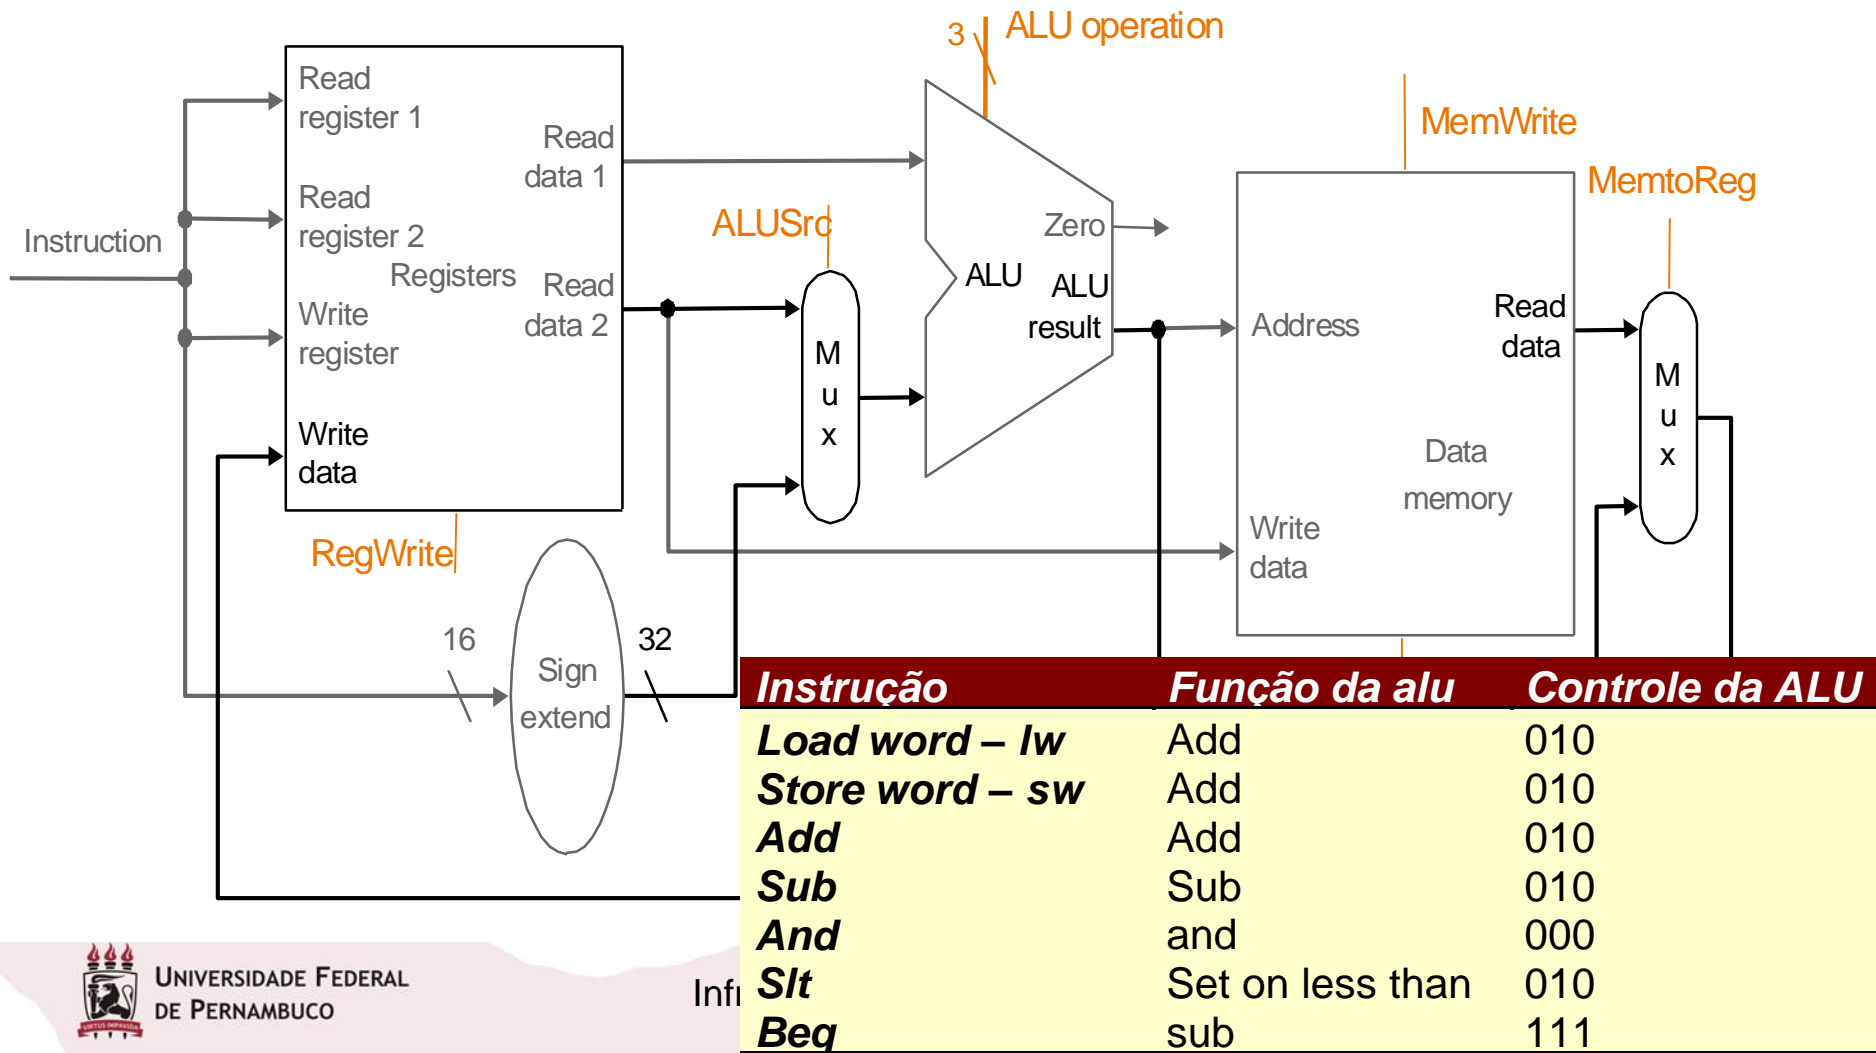 3
ALU operation
Read
register 1
Read
data 1
MemWrite
MemtoReg
Read
register 2
ALUSrc
Zero
Instruction
Registers
Read
data 2
ALU
ALU
result
Write
register
Address
Read
data
M
u
x
M
u
x
Write
data
Data
memory
Write
data
RegWrite
16
32
Sign
extend
Instrução Função da alu Controle da ALU
Load word – lw Add 010
Store word – sw Add 010
Add Add 010
Sub Sub 010
And and 000
Slt Set on less than 010
Beq sub 111
UNIVERSIDADE FEDERAL
DE PERNAMBUCO
VIRTUS IMPAVIDA